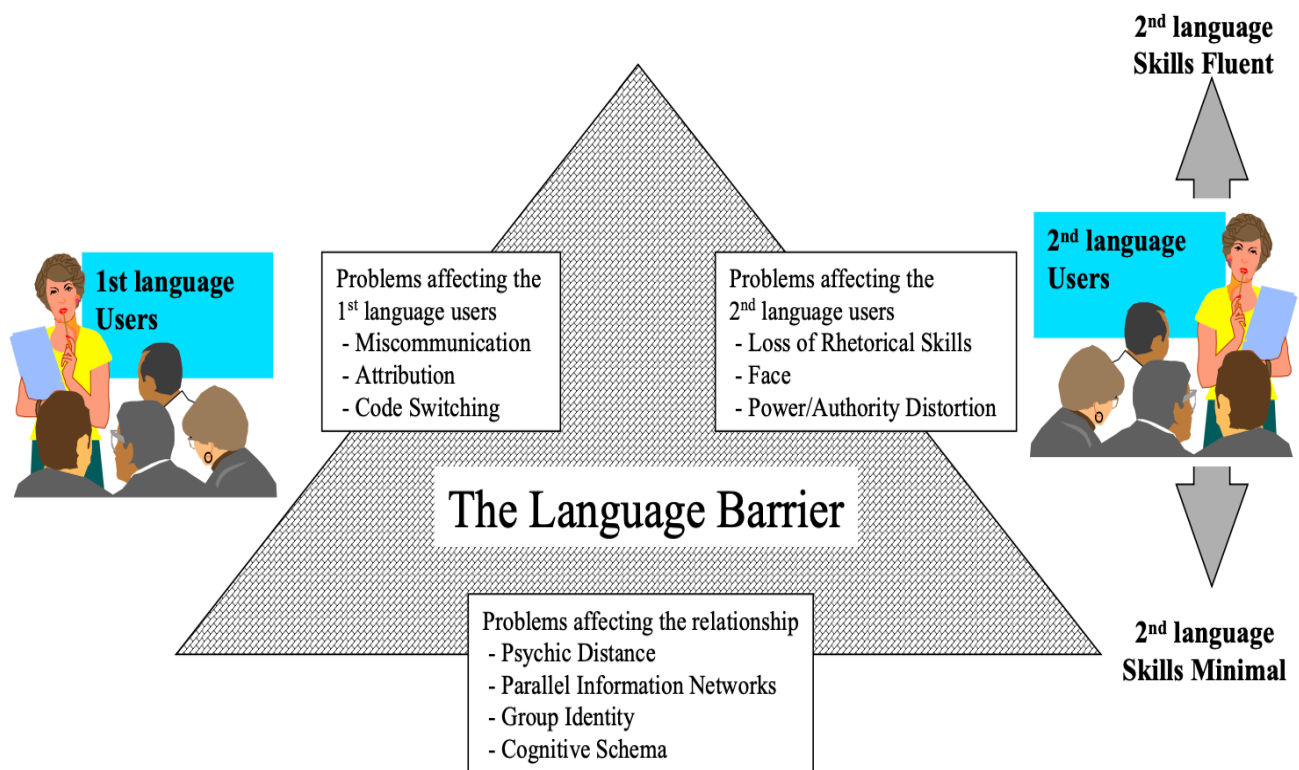 2nd language
Skills Fluent
1st language
Users
Problems affecting the
1st language users
- Miscommunication
- Attribution
- Code Switching
Problems affecting the
2nd language users
- Loss of Rhetorical Skills
- Face
- Power/Authority Distortion
2nd language
Users
The Language Barrier
Problems affecting the relationship
- Psychic Distance
- Parallel Information Networks
- Group Identity
- Cognitive Schema
2nd language
Skills Minimal